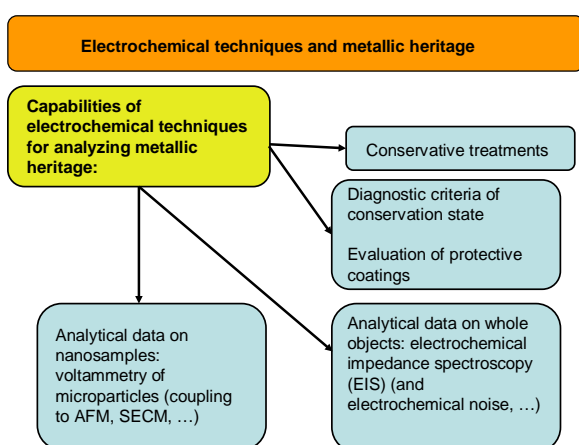 Electrochemical techniques and metallic heritage
Capabilities of
electrochemical techniques
for analyzing metallic
heritage:
Conservative treatments
Diagnostic criteria of
conservation state
Evaluation of protective
coatings
Analytical data on
nanosamples:
voltammetry of
microparticles (coupling
to AFM, SECM, …)
Analytical data on whole
objects: electrochemical
impedance spectroscopy
(EIS) (and
electrochemical noise, …)